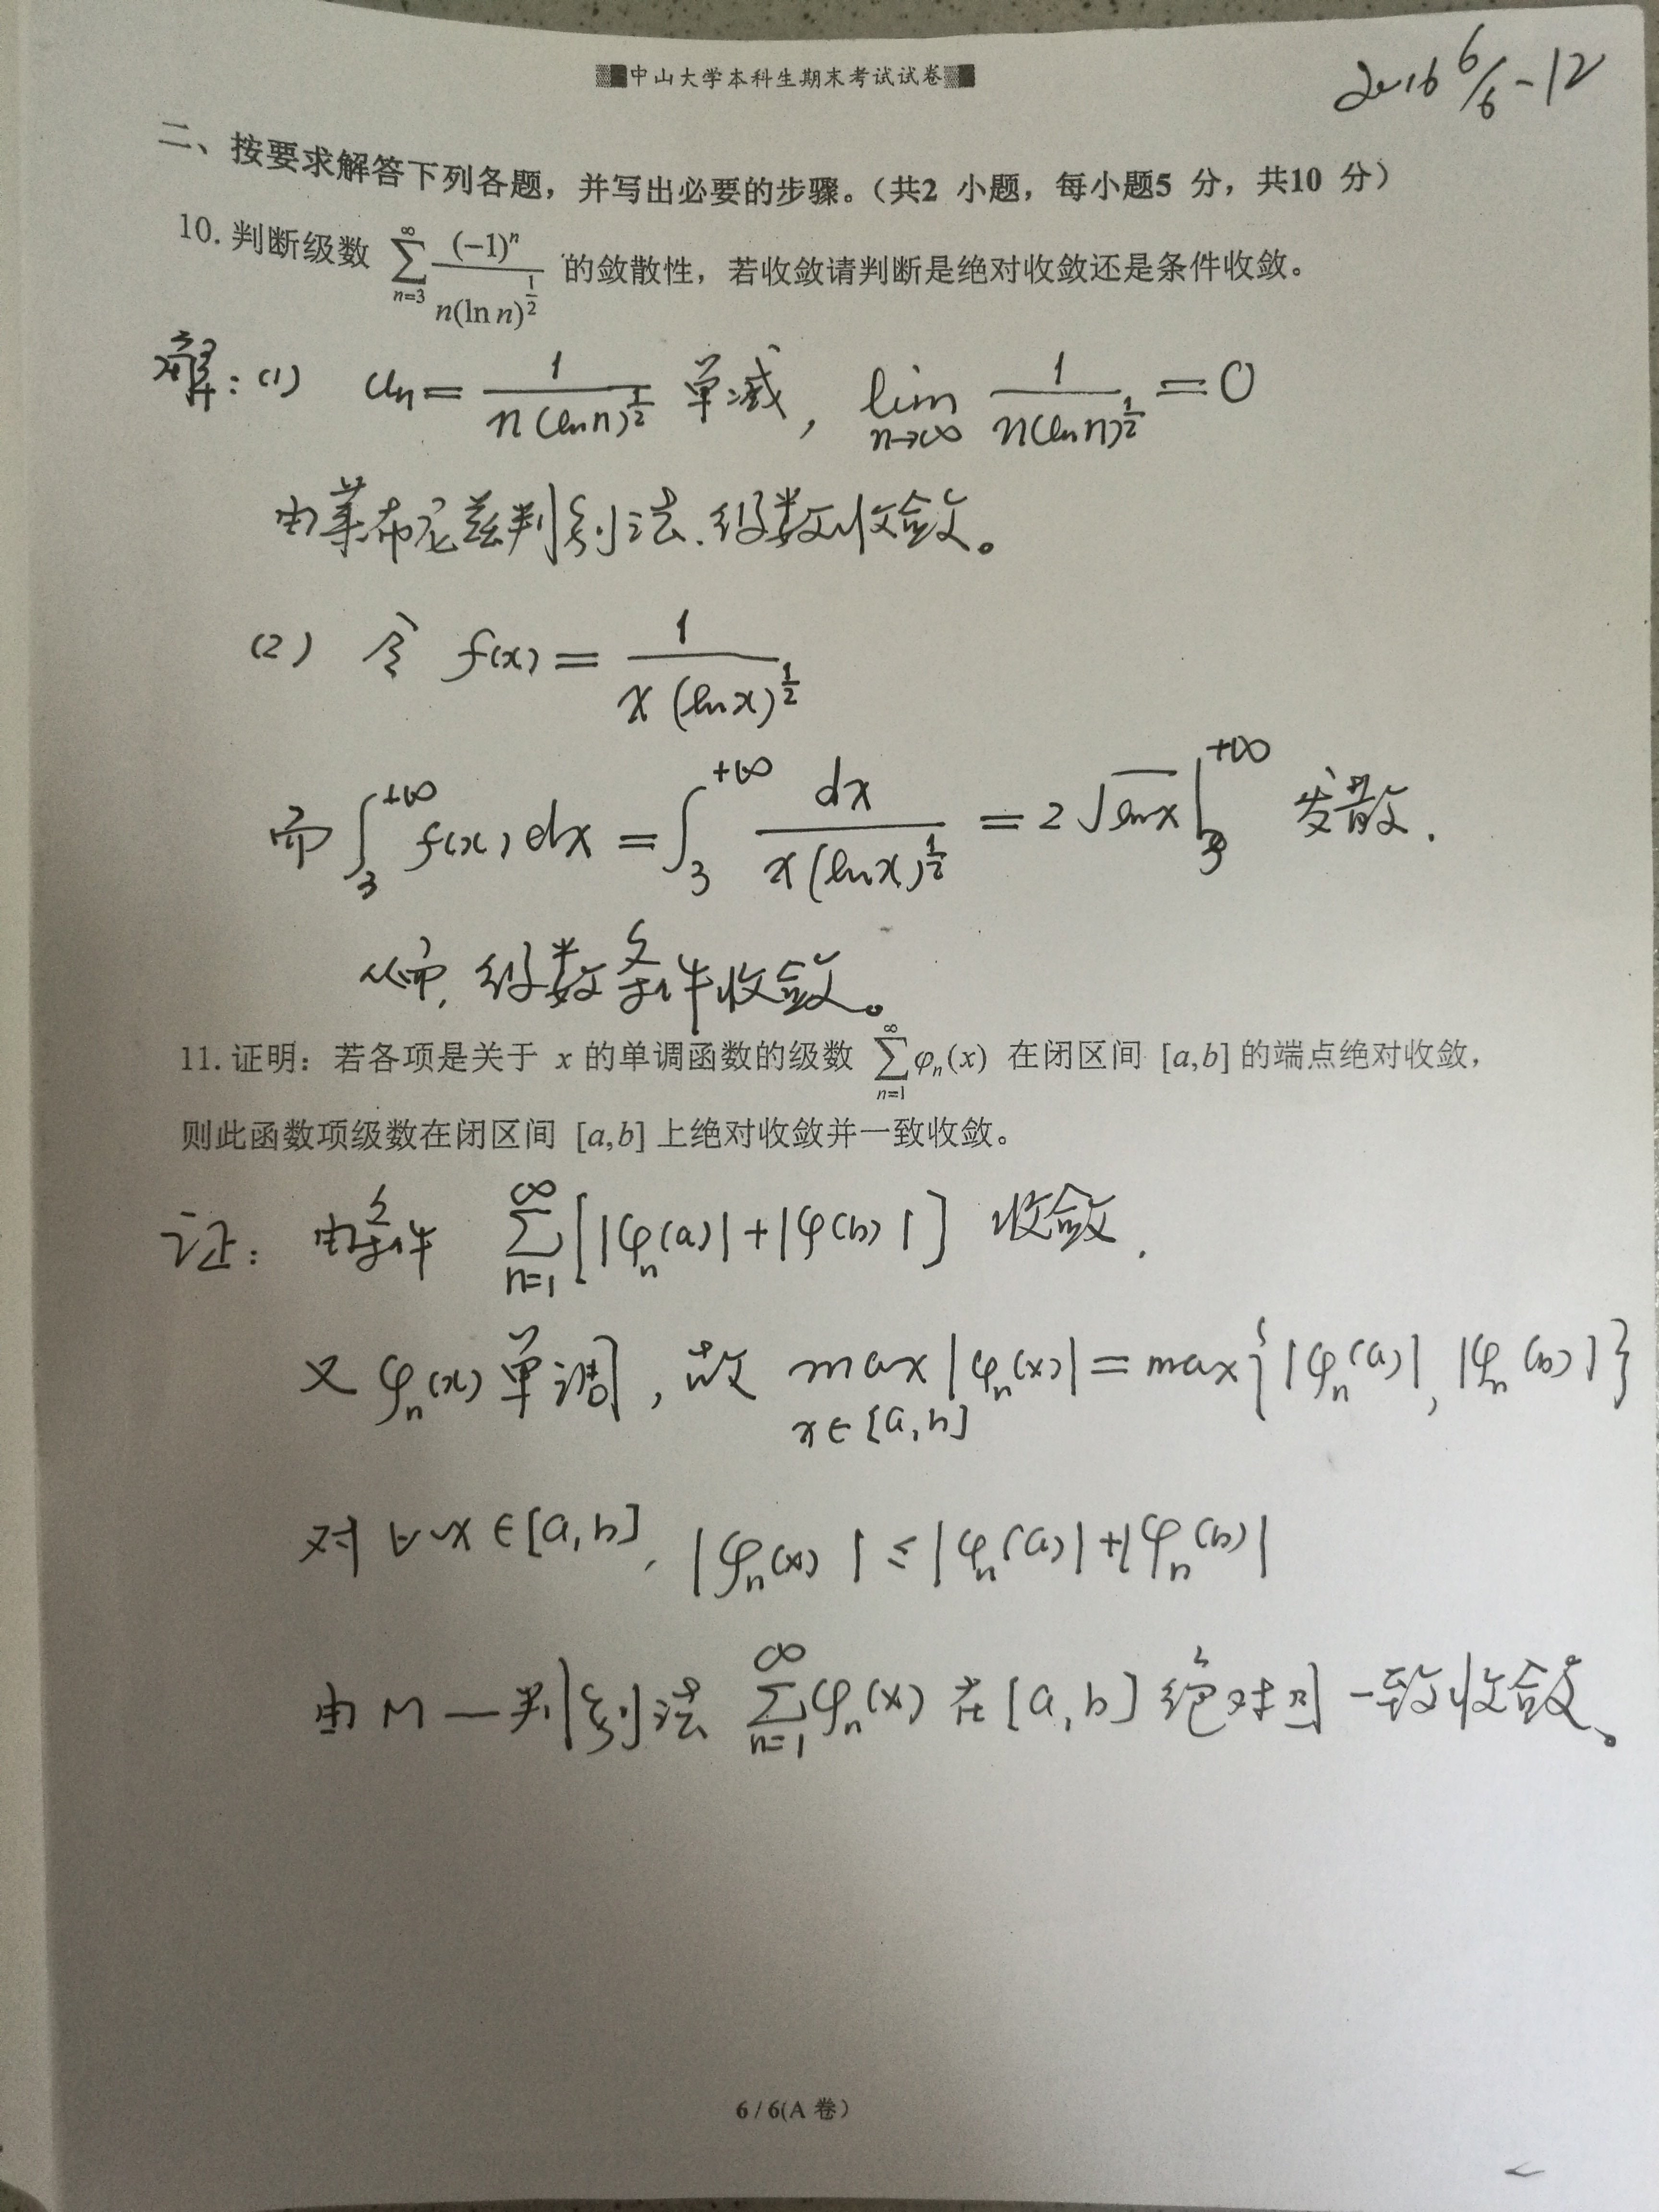 中山大学本科生期末考试试卷
2016 6/6-12
二、按要求解答下列各题，并写出必要的步骤。（共2 小题，每小题5 分，共10 分）
10. 判断级数 $\sum_{n=3}^{\infty}\frac{(-1)^n}{n(\ln n)^{\frac{1}{2}}}$ 的敛散性，若收敛请判断是绝对收敛还是条件收敛。
解：(1) $u_n=\frac{1}{n(\ln n)^{\frac{1}{2}}}$ 单减，$\lim_{n\to\infty}\frac{1}{n(\ln n)^{\frac{1}{2}}}=0$
由莱布尼兹判别法，级数收敛。
(2) 令 $f(x)=\frac{1}{x(\ln x)^{\frac{1}{2}}}$
而 $\int_3^{+\infty}f(x)dx=\int_3^{+\infty}\frac{dx}{x(\ln x)^{\frac{1}{2}}}=2\sqrt{\ln x}\Big|_3^{+\infty}$ 发散.
从而, 级数条件收敛。
11. 证明：若各项是关于 x 的单调函数的级数 $\sum_{n=1}^{\infty}\varphi_n(x)$ 在闭区间 [a,b] 的端点绝对收敛，
则此函数项级数在闭区间 [a,b] 上绝对收敛并一致收敛。
证：由条件 $\sum_{n=1}^{\infty}[|\varphi_n(a)|+|\varphi(b)|]$ 收敛.
又 $\varphi_n(x)$ 单调，故 $\max_{x\in[a,b]}|\varphi_n(x)|=\max\{|\varphi_n(a)|,|\varphi_n(b)|\}$
对 $\forall x\in[a,b]$, $|\varphi_n(x)|\leq|\varphi_n(a)|+|\varphi_n(b)|$
由 M—判别法 $\sum_{n=1}^{\infty}\varphi_n(x)$ 在 [a,b] 绝对且一致收敛。
6 / 6(A 卷）